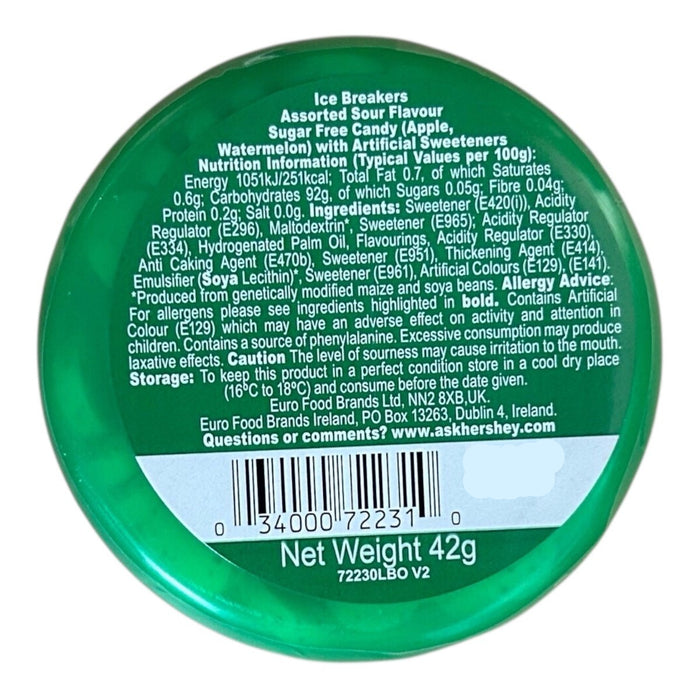 Ice Breakers
Assorted Sour Flavour
Sugar Free Candy (Apple,
Watermelon) with Artificial Sweeteners
Nutrition Information (Typical Values per 100g):
Energy 1051kJ/251kcal; Total Fat 0.7, of which Saturates
0.6g; Carbohydrates 92g, of which Sugars 0.05g; Fibre 0.04g;
Protein 0.2g; Salt 0.0g. Ingredients: Sweetener (E420(i)), Acidity
Regulator (E296), Maltodextrin*, Sweetener (E965); Acidity Regulator
(E334), Hydrogenated Palm Oil, Flavourings, Acidity Regulator (E330),
Anti Caking Agent (E470b), Sweetener (E951), Thickening Agent (E414),
Emulsifier (Soya Lecithin)*, Sweetener (E961), Artificial Colours (E129), (E141).
*Produced from genetically modified maize and soya beans. Allergy Advice:
For allergens please see ingredients highlighted in bold. Contains Artificial
Colour (E129) which may have an adverse effect on activity and attention in
children. Contains a source of phenylalanine. Excessive consumption may produce
laxative effects. Caution The level of sourness may cause irritation to the mouth.
Storage: To keep this product in a perfect condition store in a cool dry place
(16ºC to 18ºC) and consume before the date given.
Euro Food Brands Ltd, NN2 8XB,UK.
Euro Food Brands Ireland, PO Box 13263, Dublin 4, Ireland.
Questions or comments? www.askhershey.com
0 34000 72231 0
Net Weight 42g
72230LBO V2